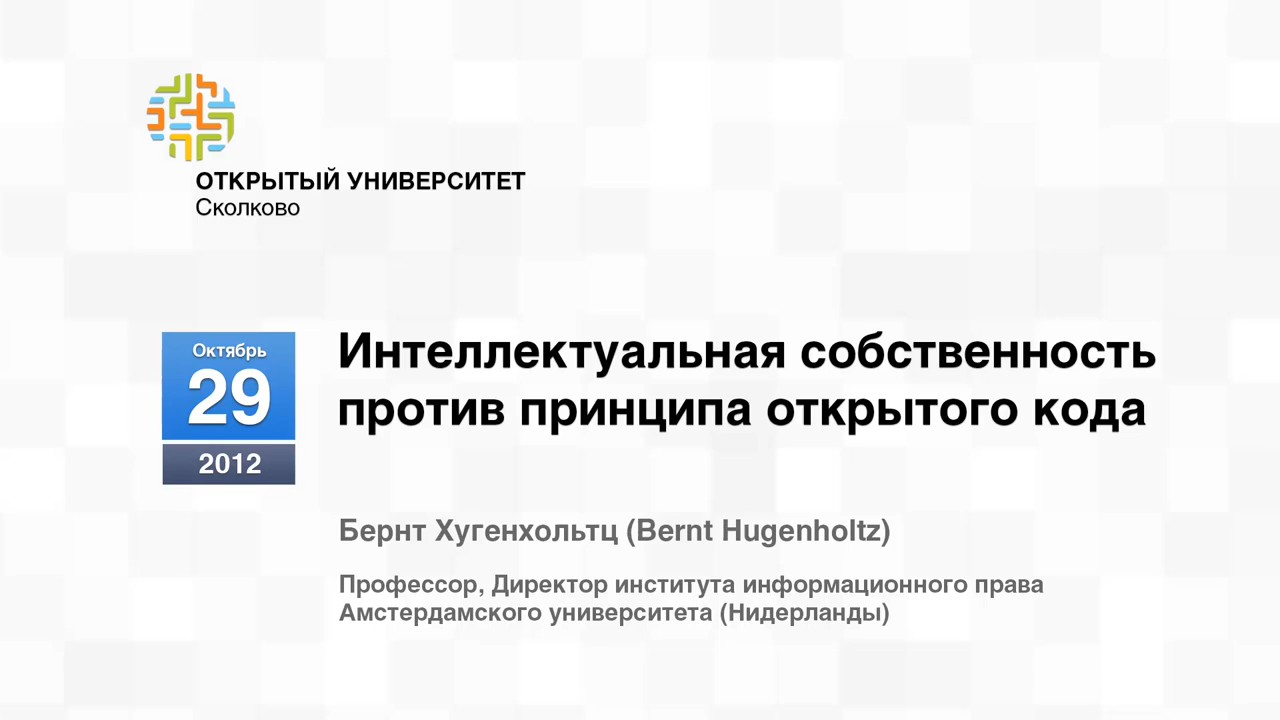 ОТКРЫТЫЙ УНИВЕРСИТЕТ
Сколково
Октябрь
29
2012
Интеллектуальная собственность
против принципа открытого кода
Бернт Хугенхольтц (Bernt Hugenholtz)
Профессор, Директор института информационного права
Амстердамского университета (Нидерланды)